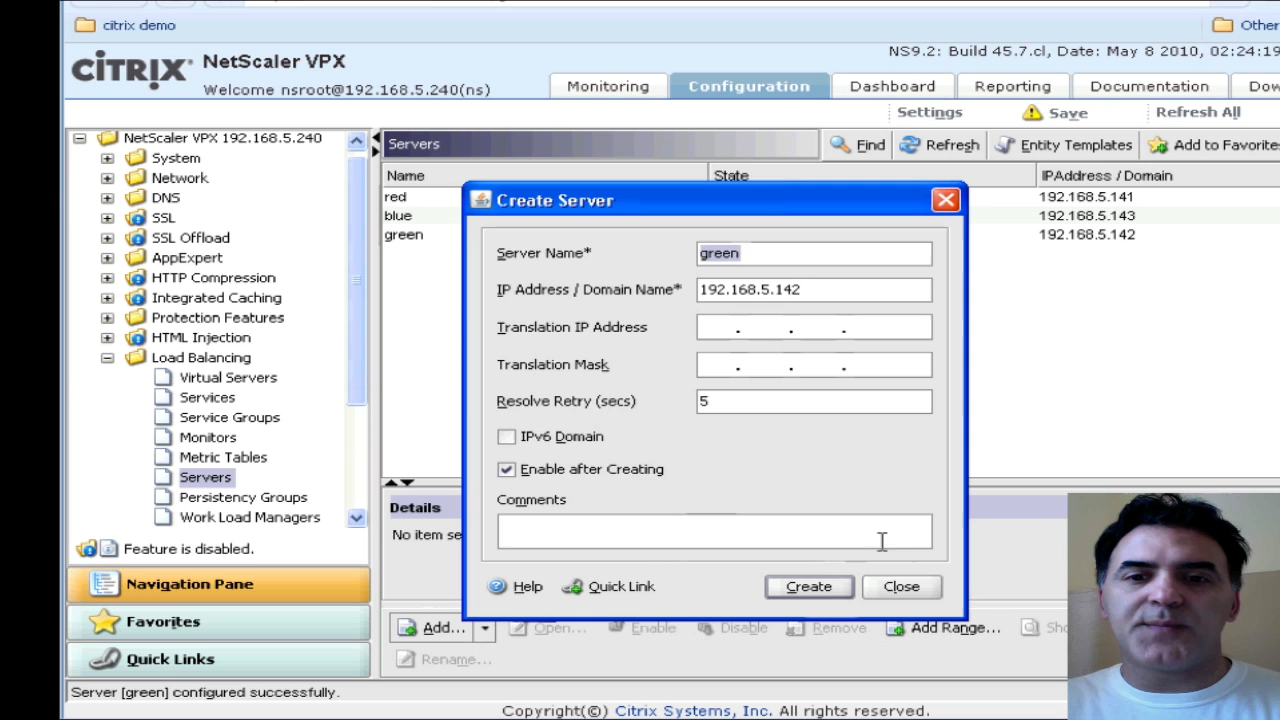 citrix demo
Other
CITRIX NetScaler VPX
NS9.2: Build 45.7.cl, Date: May 8 2010, 02:24:19
Welcome nsroot@192.168.5.240(ns)
Monitoring Configuration Dashboard Reporting Documentation Dow
Settings Save Refresh All
NetScaler VPX 192.168.5.240
System
Network
DNS
SSL
SSL Offload
AppExpert
HTTP Compression
Integrated Caching
Protection Features
HTML Injection
Load Balancing
Virtual Servers
Services
Service Groups
Monitors
Metric Tables
Servers
Persistency Groups
Work Load Managers
Feature is disabled.
Navigation Pane
Favorites
Quick Links
Servers Find Refresh Entity Templates Add to Favorites
Name State IPAddress / Domain
red 192.168.5.141
blue 192.168.5.143
green 192.168.5.142
Create Server
Server Name* green
IP Address / Domain Name* 192.168.5.142
Translation IP Address . . .
Translation Mask . . .
Resolve Retry (secs) 5
IPv6 Domain
Enable after Creating
Comments
Help Quick Link Create Close
Details
No item se
Add... Open... Enable Disable Remove Add Range... Sho
Rename...
Server [green] configured successfully.
Copyright(©) Citrix Systems, Inc. All rights reserved.